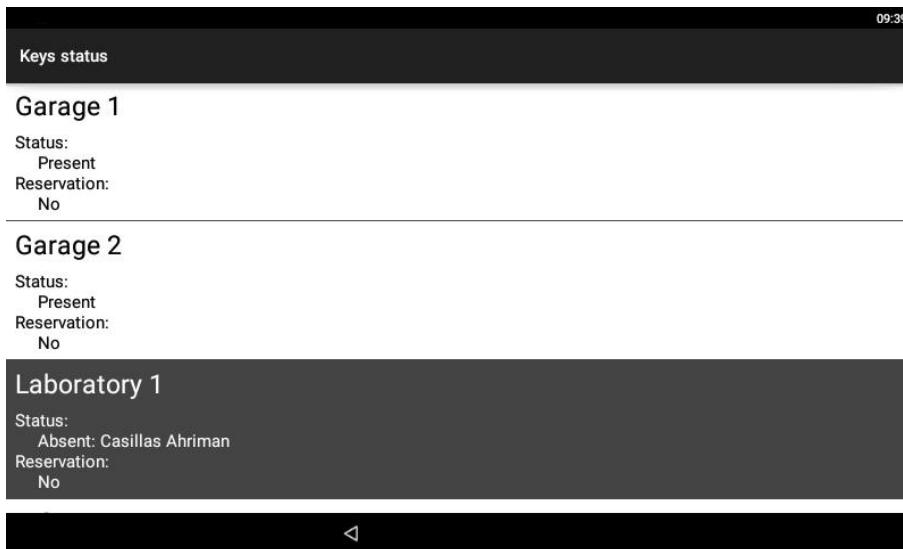 09:39
Keys status
Garage 1
Status:
Present
Reservation:
No
Garage 2
Status:
Present
Reservation:
No
Laboratory 1
Status:
Absent: Casillas Ahriman
Reservation:
No